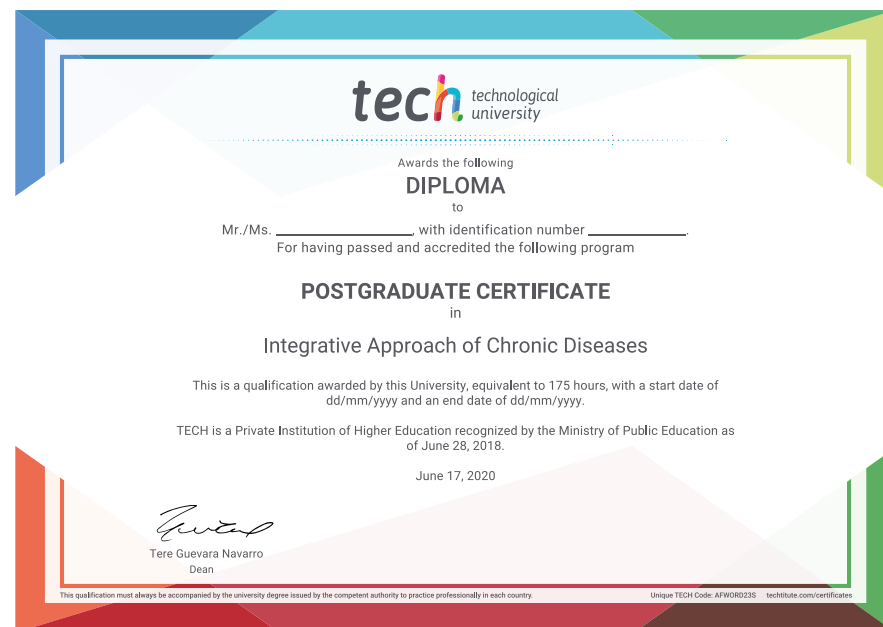 tech technological
university
Awards the following
DIPLOMA
to
Mr./Ms. ____________, with identification number ____________.
For having passed and accredited the following program
POSTGRADUATE CERTIFICATE
in
Integrative Approach of Chronic Diseases
This is a qualification awarded by this University, equivalent to 175 hours, with a start date of
dd/mm/yyyy and an end date of dd/mm/yyyy.
TECH is a Private Institution of Higher Education recognized by the Ministry of Public Education as
of June 28, 2018.
June 17, 2020
Tere Guevara Navarro
Dean
This qualification must always be accompanied by the university degree issued by the competent authority to practice professionally in each country.
Unique TECH Code: AFWORD23S techtitute.com/certificates